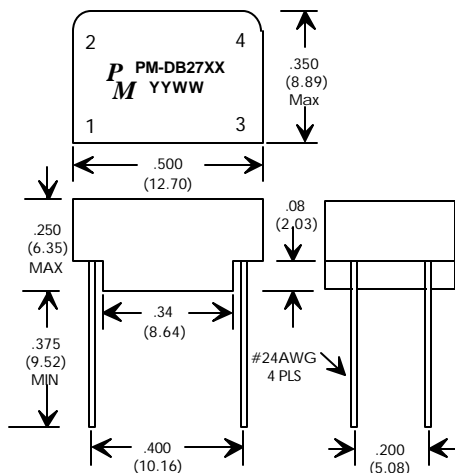 2 4
P M PM-DB27XX
YYWW
1 3
.350
(8.89)
Max
.500
(12.70)
.250
(6.35)
MAX
.08
(2.03)
.34
(8.64)
.375
(9.52)
MIN
#24AWG
4 PLS
.400
(10.16)
.200
(5.08)